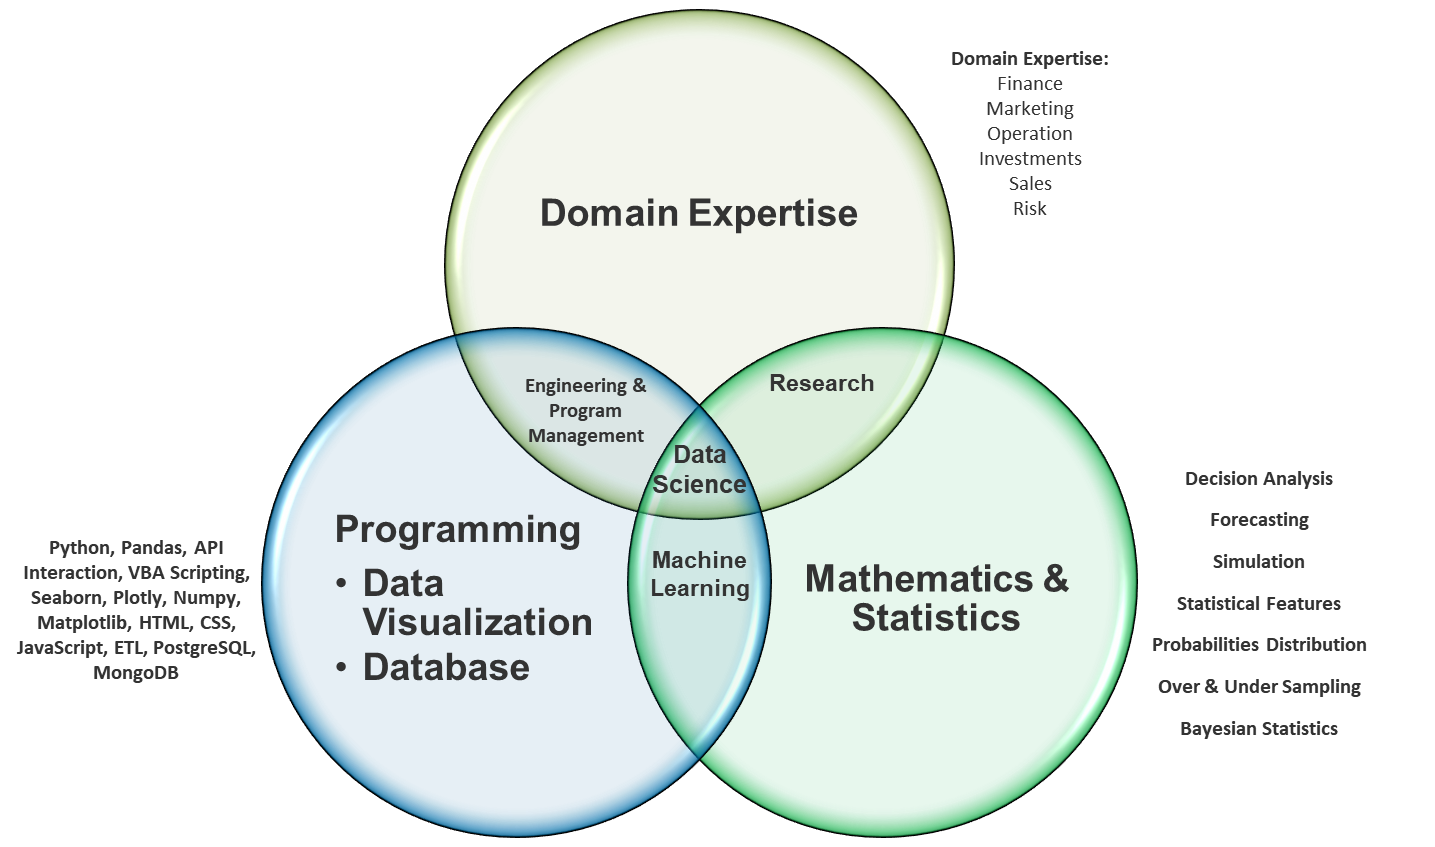 Domain Expertise:
Finance
Marketing
Operation
Investments
Sales
Risk
Domain Expertise
Engineering &
Program
Management
Research
Data
Science
Programming
• Data
Visualization
• Database
Machine
Learning
Mathematics &
Statistics
Python, Pandas, API
Interaction, VBA Scripting,
Seaborn, Plotly, Numpy,
Matplotlib, HTML, CSS,
JavaScript, ETL, PostgreSQL,
MongoDB
Decision Analysis
Forecasting
Simulation
Statistical Features
Probabilities Distribution
Over & Under Sampling
Bayesian Statistics